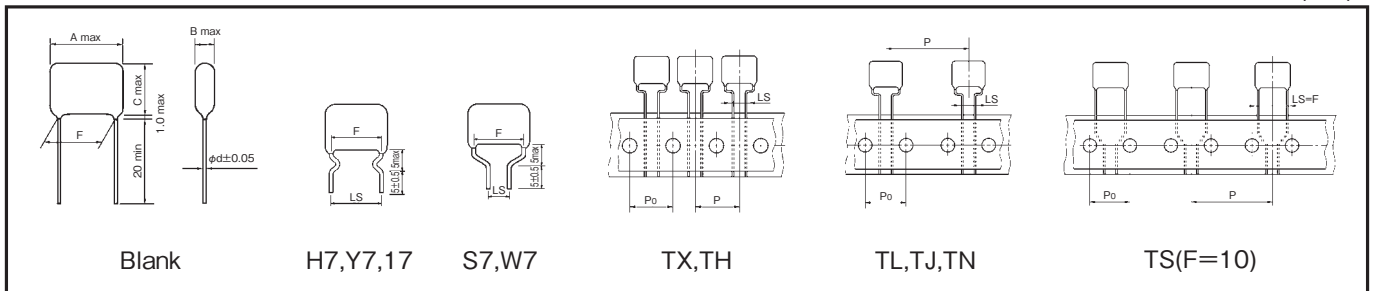 A max
B max
C max
1.0 max
F
20 min
φd±0.05
Blank
F
5max
5±0.5
LS
H7,Y7,17
F
5max
5±0.5
LS
S7,W7
LS
P0
P
TX,TH
P
LS
P0
TL,TJ,TN
LS=F
P0
P
TS(F=10)